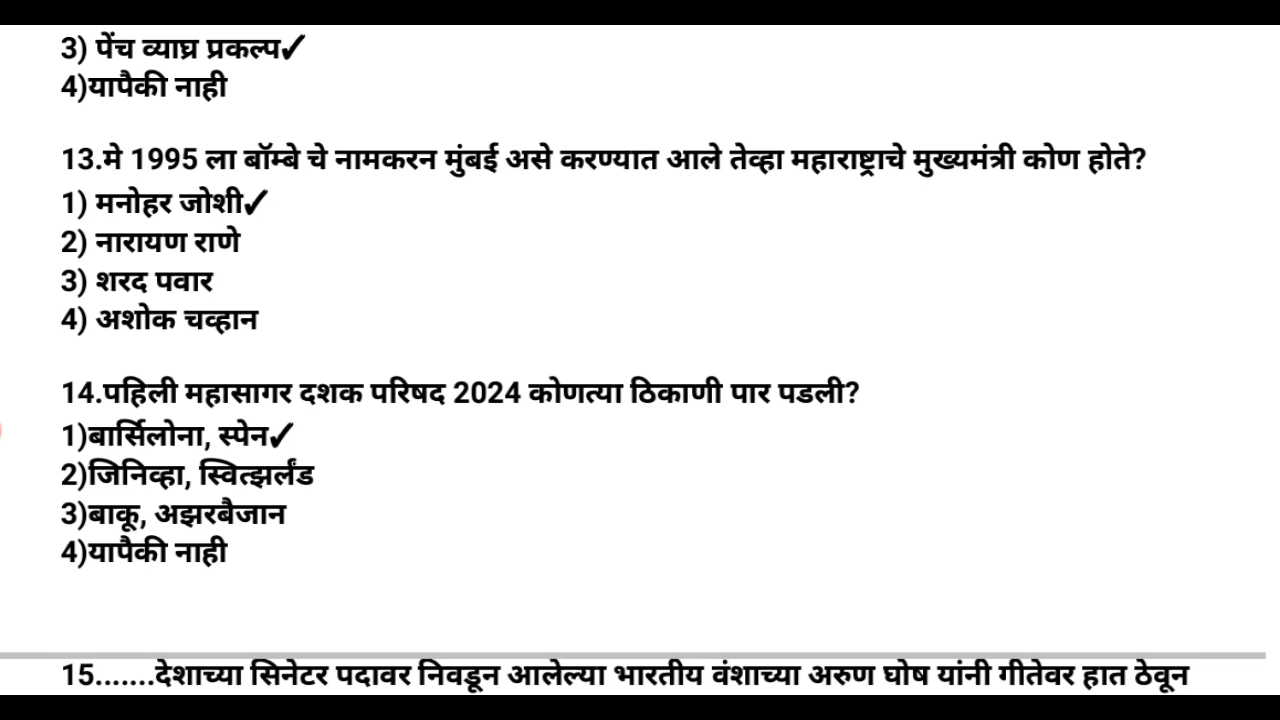 3) पेंच व्याघ्र प्रकल्प✓
4)यापैकी नाही
13.मे 1995 ला बॉम्बे चे नामकरन मुंबई असे करण्यात आले तेव्हा महाराष्ट्राचे मुख्यमंत्री कोण होते?
1) मनोहर जोशी✓
2) नारायण राणे
3) शरद पवार
4) अशोक चव्हान
14.पहिली महासागर दशक परिषद 2024 कोणत्या ठिकाणी पार पडली?
1)बार्सिलोना, स्पेन✓
2)जिनिव्हा, स्वित्झर्लंड
3)बाकू, अझरबैजान
4)यापैकी नाही
15.......देशाच्या सिनेटर पदावर निवडून आलेल्या भारतीय वंशाच्या अरुण घोष यांनी गीतेवर हात ठेवून